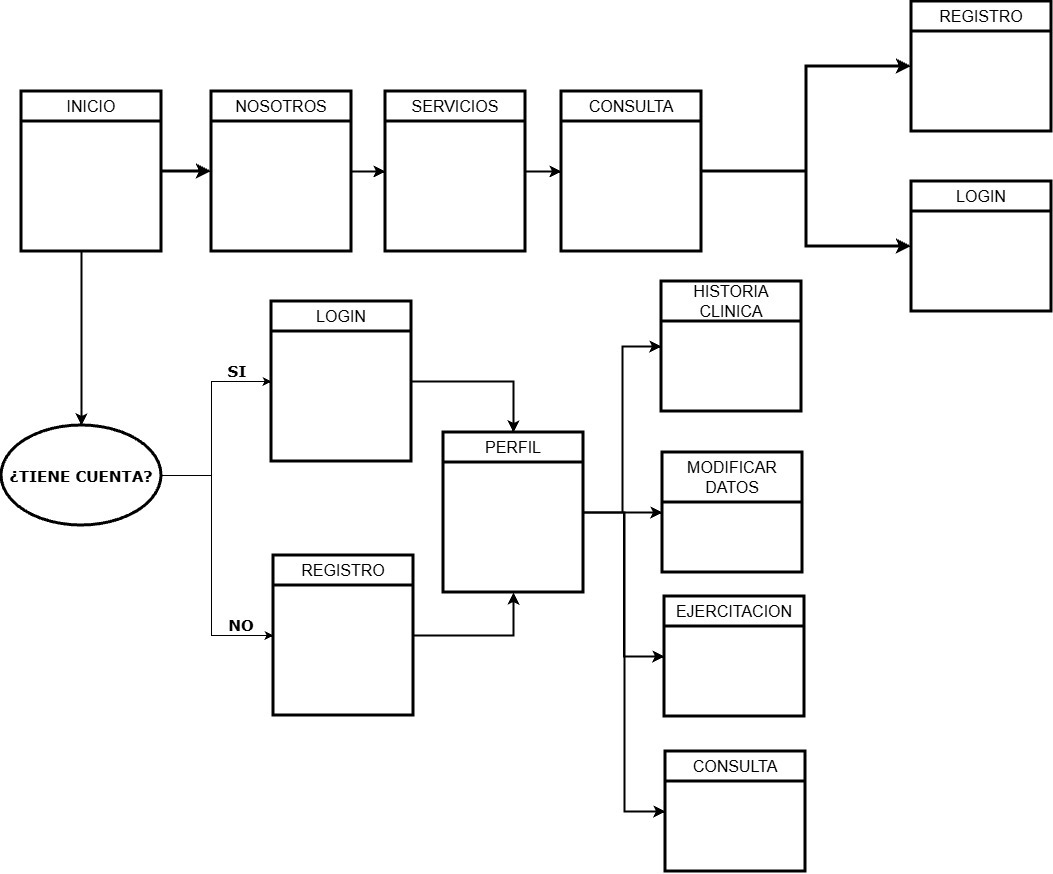 REGISTRO
INICIO
NOSOTROS
SERVICIOS
CONSULTA
LOGIN
HISTORIA
CLINICA
LOGIN
SI
¿TIENE CUENTA?
PERFIL
MODIFICAR
DATOS
REGISTRO
NO
EJERCITACION
CONSULTA